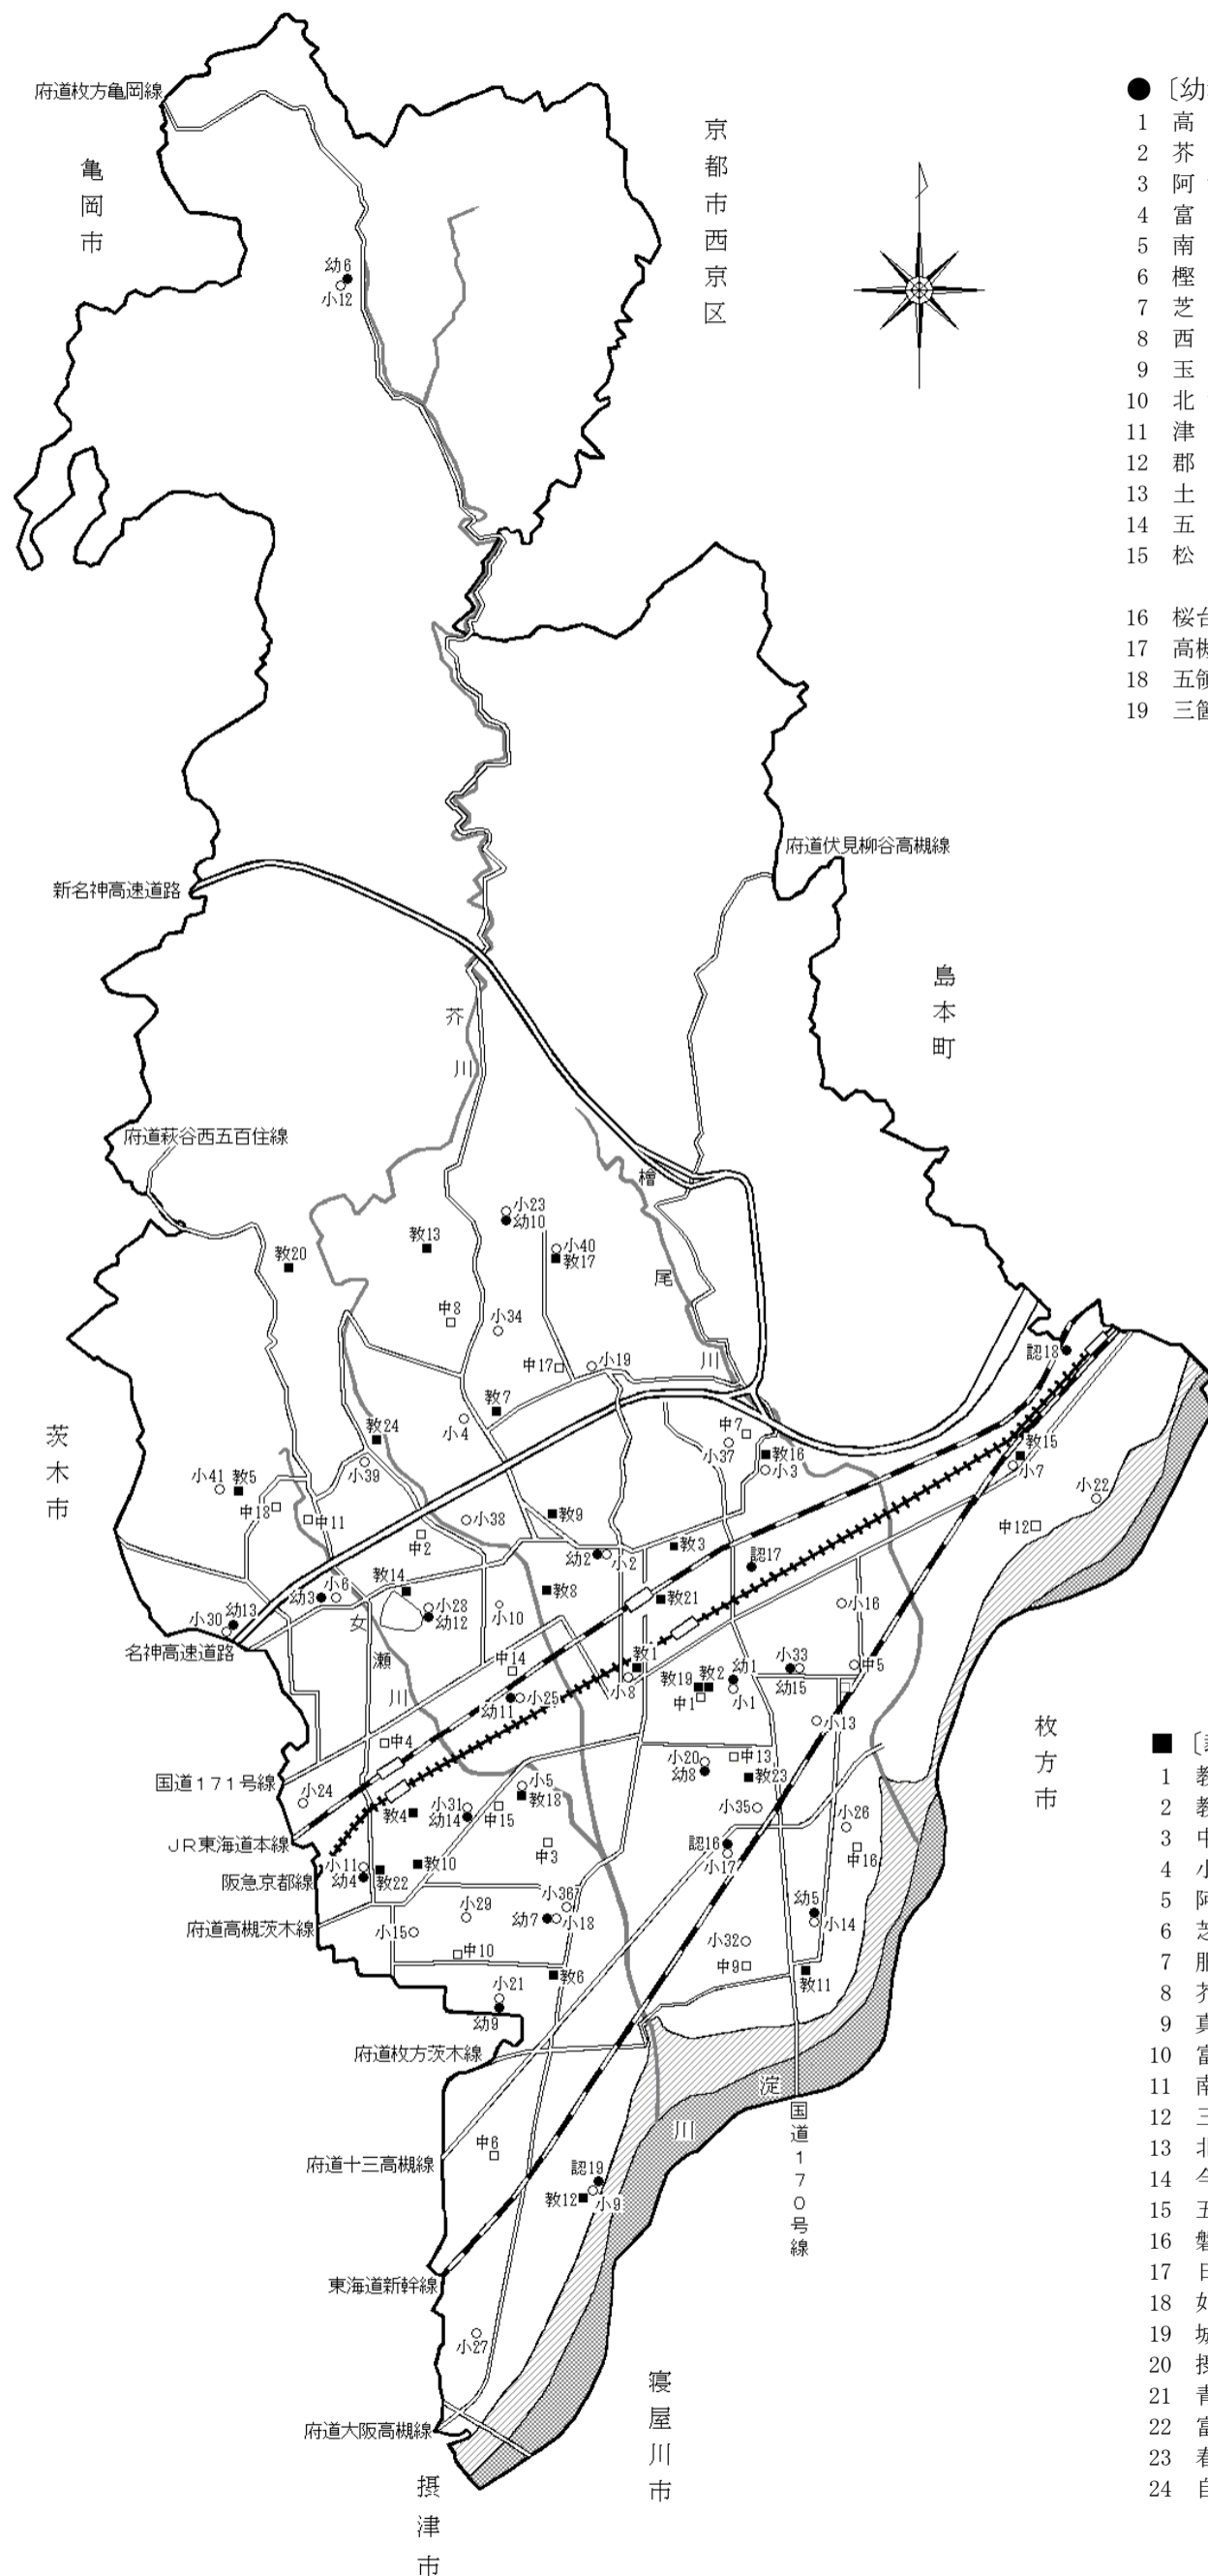 府道枚方亀岡線
亀岡市
京都市西京区
幼6
小12
● 〔幼
1 高
2 芥
3 阿
4 富
5 南
6 樫
7 芝
8 西
9 玉
10 北
11 津
12 郡
13 土
14 五
15 松
16 桜台
17 高槻
18 五領
19 三箇
府道伏見柳谷高槻線
新名神高速道路
島本町
芥川
府道萩谷西五百住線
檜尾川
小23
幼10
教13
小40
教17
教20
中8
小34
中17
小19
認18
教7
小4
茨木市
教24
小39
中7
小37
教16
小3
教15
小7
小41
教5
中18
中11
小38
教9
小22
中12
中2
幼2
小2
教3
認17
教14
教8
教21
小6
幼3
小28
幼12
小10
小16
小30
幼13
女瀬川
名神高速道路
中14
教1
小8
教19
教2
幼1
小1
中1
小33
幼15
中5
幼11
小25
小13
中4
小20
幼8
中13
教23
枚方市
国道171号線
小24
小5
教18
小31
幼14
中15
教4
小35
小26
JR東海道本線
中3
認16
小17
中16
小11
幼4
教22
教10
阪急京都線
小36
小29
幼7
小18
幼5
小14
府道高槻茨木線
小15
中10
小32
中9
教6
教11
小21
幼9
府道枚方茨木線
淀川
国道170号線
中6
府道十三高槻線
認19
教12
小9
東海道新幹線
小27
府道大阪高槻線
寝屋川市
摂津市
■
1 教
2 教
3 中
4 小
5 阿
6 芝
7 服
8 芥
9 真
10 富
11 南
12 三
13 北
14 今
15 五
16 磐
17 日
18 如
19 城
20 摂
21 青
22 富
23 春
24 自